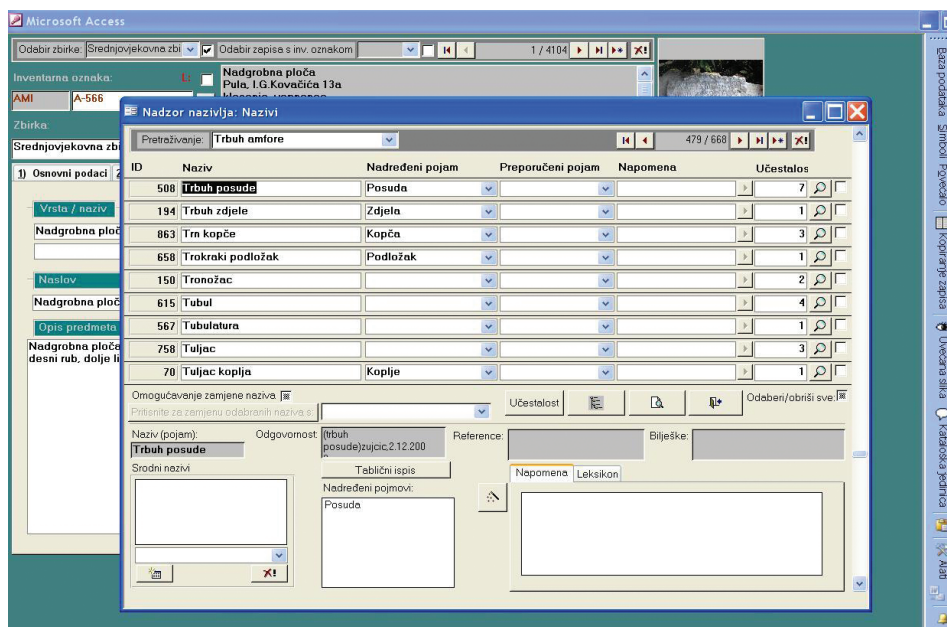 Microsoft Access
Odabir zbirke: Srednjovjekovna zbi Odabir zapisa s inv. oznakom 1 / 4104
Inventarna oznaka: L:
Nadgrobna ploča
Pula, I.G.Kovačića 13a
AMI A-566
Zbirka:
Srednjovjekovna zbi
1) Osnovni podaci 2
Vrsta / naziv
Nadgrobna ploč
Naslov
Nadgrobna ploč
Opis predmeta
Nadgrobna ploča
desni rub, dolje li
Nadzor nazivlja: Nazivi
Pretraživanje: Trbuh amfore 479 / 668
ID Naziv Nadređeni pojam Preporučeni pojam Napomena Učestalos
508 Trbuh posude Posuda 7
194 Trbuh zdjele Zdjela 1
863 Trn kopče Kopča 3
658 Trokraki podložak Podložak 1
150 Tronožac 2
615 Tubul 4
567 Tubulatura 1
758 Tuljac 3
70 Tuljac koplja Koplje 1
Omogućavanje zamjene naziva
Pritisnite za zamjenu odabranih naziva s:
Učestalost
Odaberi/obriši sve:
Naziv (pojam):
Trbuh posude
Odgovornost: (trbuh
posude)zujcic,2.12.200
Reference:
Bilješke:
Srodni nazivi
Tablični ispis
Nadređeni pojmovi:
Posuda
Napomena Leksikon
Baza podataka Simboli Povećalo
Kopiranje zapisa
Uvećana slika
Kataloška jedinica
Alati